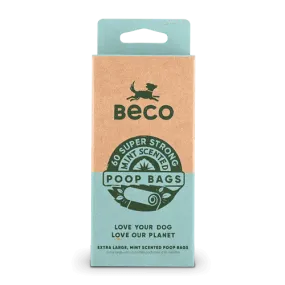 BECO
60 SUPER STRONG
MINT SCENTED
POOP BAGS
LOVE YOUR DOG
LOVE OUR PLANET
EXTRA LARGE, MINT SCENTED POOP BAGS